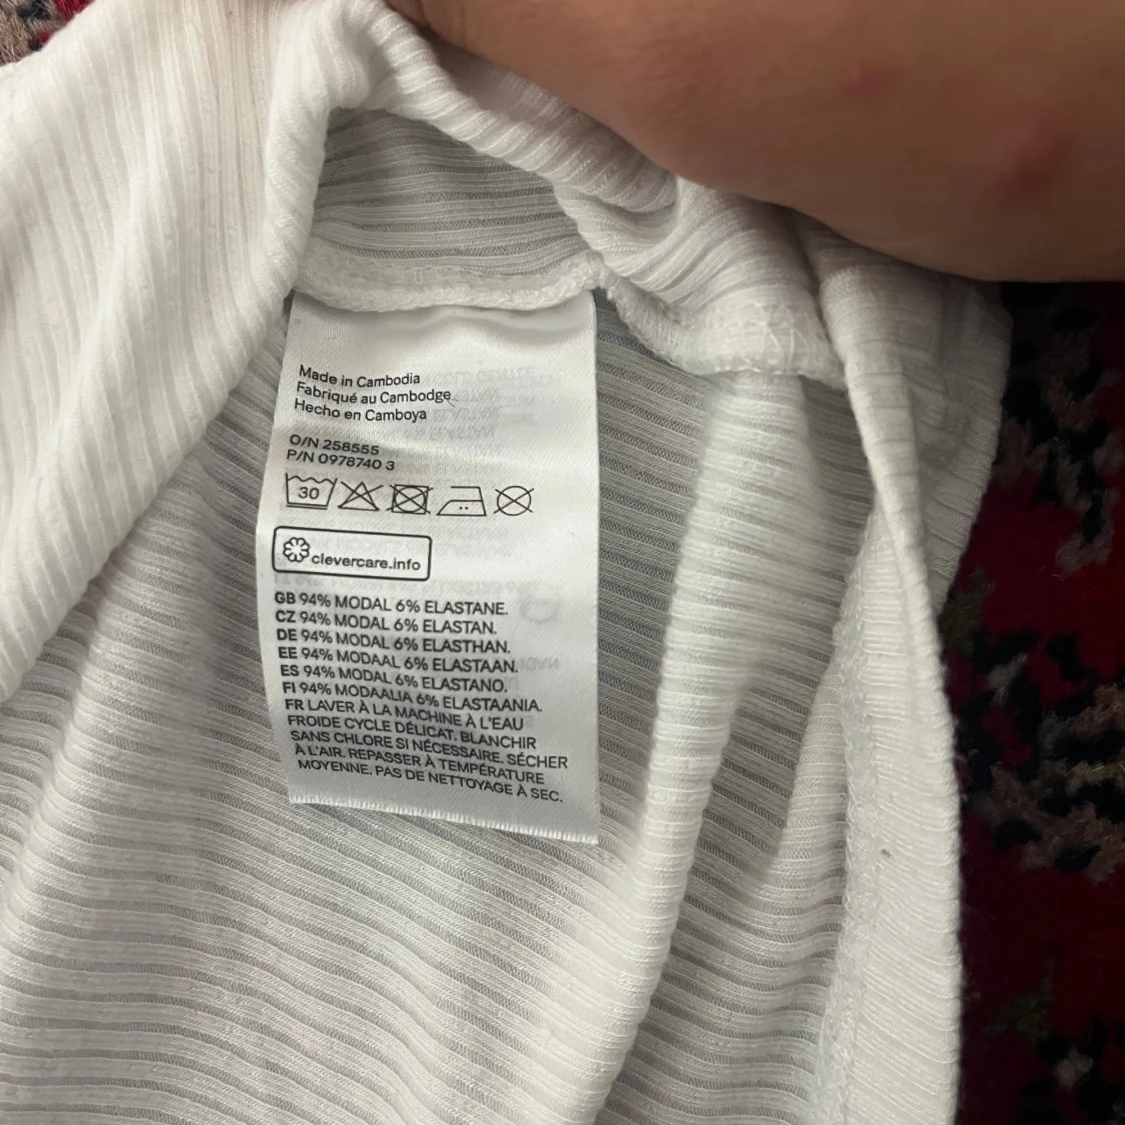 Made in Cambodia
Fabriqué au Cambodge
Hecho en Camboya
O/N 258555
P/N 0978740 3
30
clevercare.info
GB 94% MODAL 6% ELASTANE.
CZ 94% MODAL 6% ELASTAN.
DE 94% MODAL 6% ELASTHAN.
EE 94% MODAAL 6% ELASTAAN.
ES 94% MODAL 6% ELASTANO.
FI 94% MODAALIA 6% ELASTAANIA.
FR LAVER À LA MACHINE À L'EAU
FROIDE CYCLE DÉLICAT. BLANCHIR
SANS CHLORE SI NÉCESSAIRE. SÉCHER
À L'AIR. REPASSER À TEMPÉRATURE
MOYENNE. PAS DE NETTOYAGE À SEC.